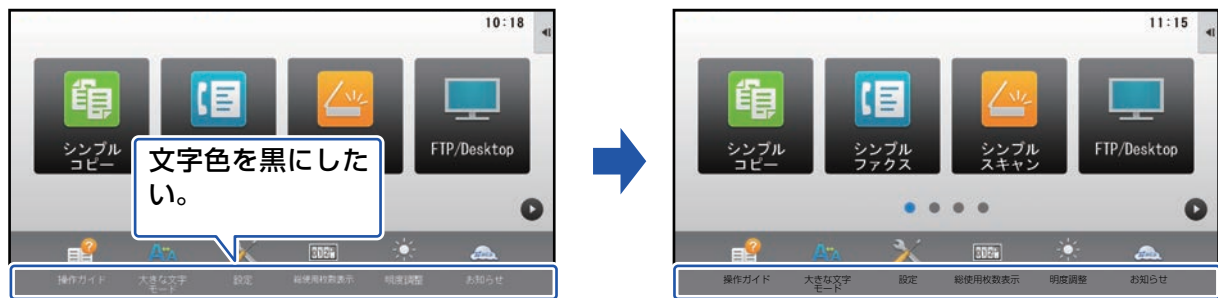 10:18
シンプル
コピー
FTP/Desktop
文字色を黒にした
い。
操作ガイド
大きな文字
モード
設定
総使用枚数表示
明度調整
お知らせ
11:15
シンプル
コピー
シンプル
ファクス
シンプル
スキャン
FTP/Desktop
操作ガイド
大きな文字
モード
設定
総使用枚数表示
明度調整
お知らせ